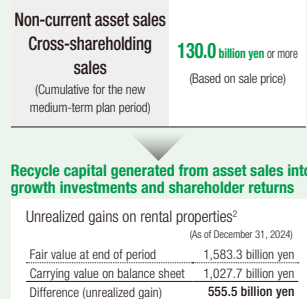 Non-current asset sales
Cross-shareholding
sales
(Cumulative for the new
medium-term plan period)
130.0 billion yen or more
(Based on sale price)
Recycle capital generated from asset sales into
growth investments and shareholder returns
Unrealized gains on rental properties2
(As of December 31, 2024)
Fair value at end of period 1,583.3 billion yen
Carrying value on balance sheet 1,027.7 billion yen
Difference (unrealized gain) 555.5 billion yen